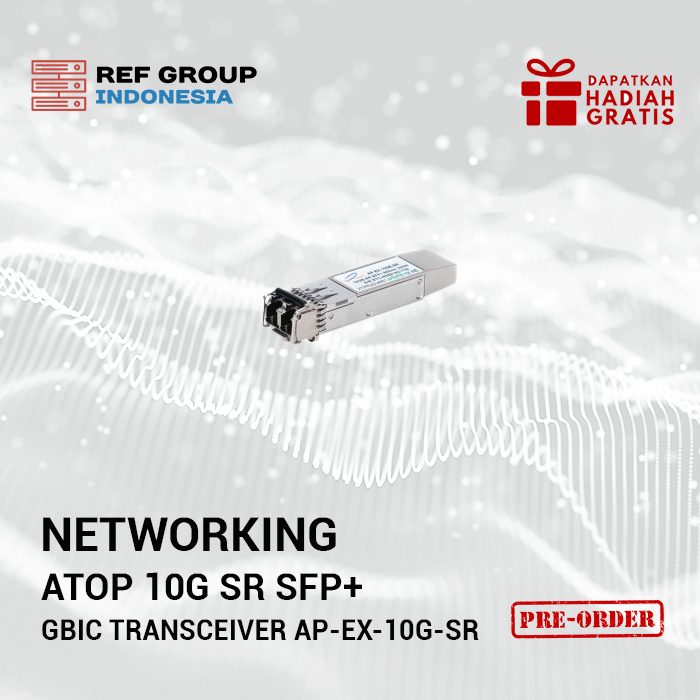 REF GROUP
INDONESIA
DAPATKAN
HADIAH
GRATIS
NETWORKING
ATOP 10G SR SFP+
GBIC TRANSCEIVER AP-EX-10G-SR
PRE-ORDER